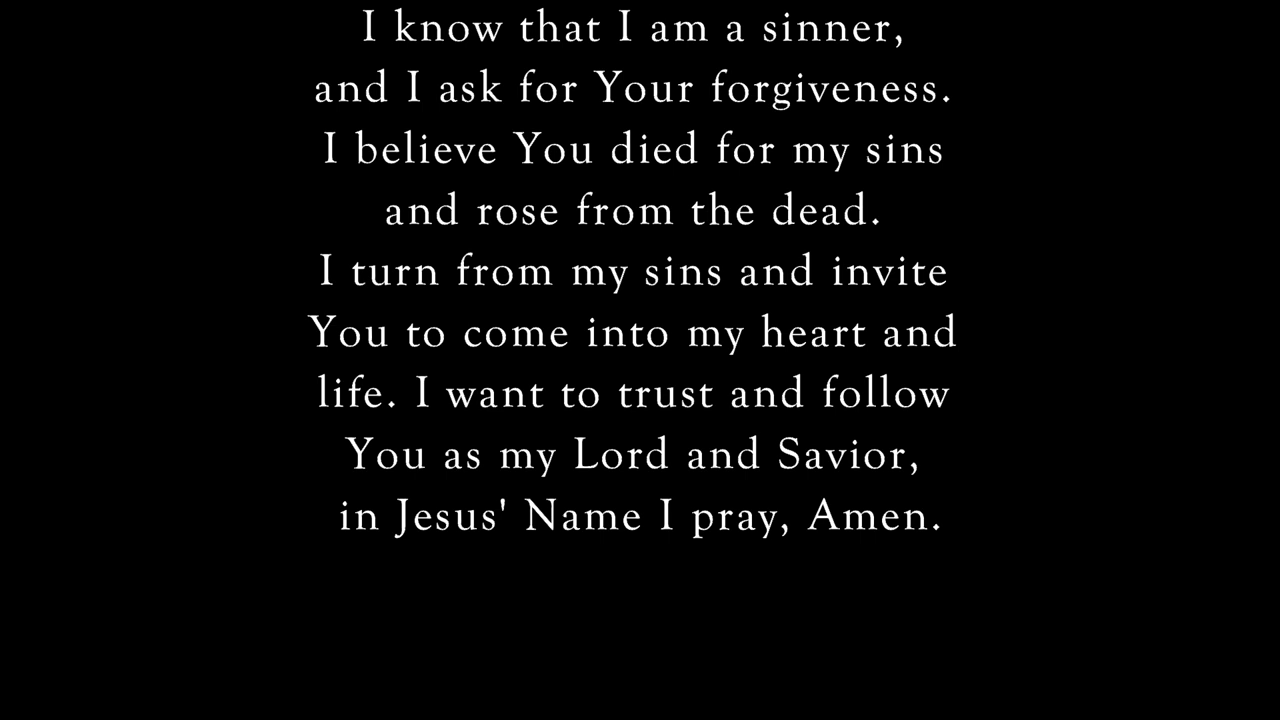 I know that I am a sinner,
and I ask for Your forgiveness.
I believe You died for my sins
and rose from the dead.
I turn from my sins and invite
You to come into my heart and
life. I want to trust and follow
You as my Lord and Savior,
in Jesus' Name I pray, Amen.